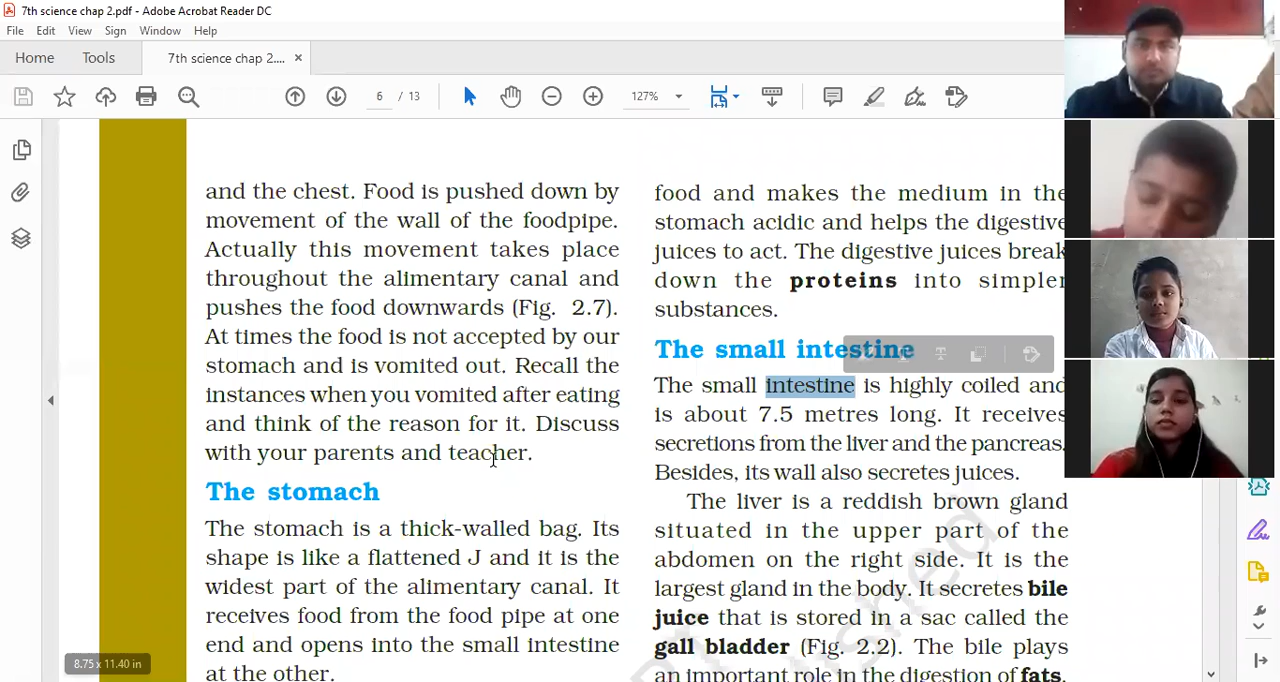 7th science chap 2.pdf - Adobe Acrobat Reader DC
File Edit View Sign Window Help
Home Tools 7th science chap 2.... ×
6 / 13 127%
and the chest. Food is pushed down by
movement of the wall of the foodpipe.
Actually this movement takes place
throughout the alimentary canal and
pushes the food downwards (Fig. 2.7).
At times the food is not accepted by our
stomach and is vomited out. Recall the
instances when you vomited after eating
and think of the reason for it. Discuss
with your parents and teacher.
The stomach
The stomach is a thick-walled bag. Its
shape is like a flattened J and it is the
widest part of the alimentary canal. It
receives food from the food pipe at one
end and opens into the small intestine
at the other.
8.75 x 11.40 in
food and makes the medium in the
stomach acidic and helps the digestive
juices to act. The digestive juices break
down the proteins into simpler
substances.
The small intestine
The small intestine is highly coiled and
is about 7.5 metres long. It receives
secretions from the liver and the pancreas.
Besides, its wall also secretes juices.
The liver is a reddish brown gland
situated in the upper part of the
abdomen on the right side. It is the
largest gland in the body. It secretes bile
juice that is stored in a sac called the
gall bladder (Fig. 2.2). The bile plays
an important role in the digestion of fats.